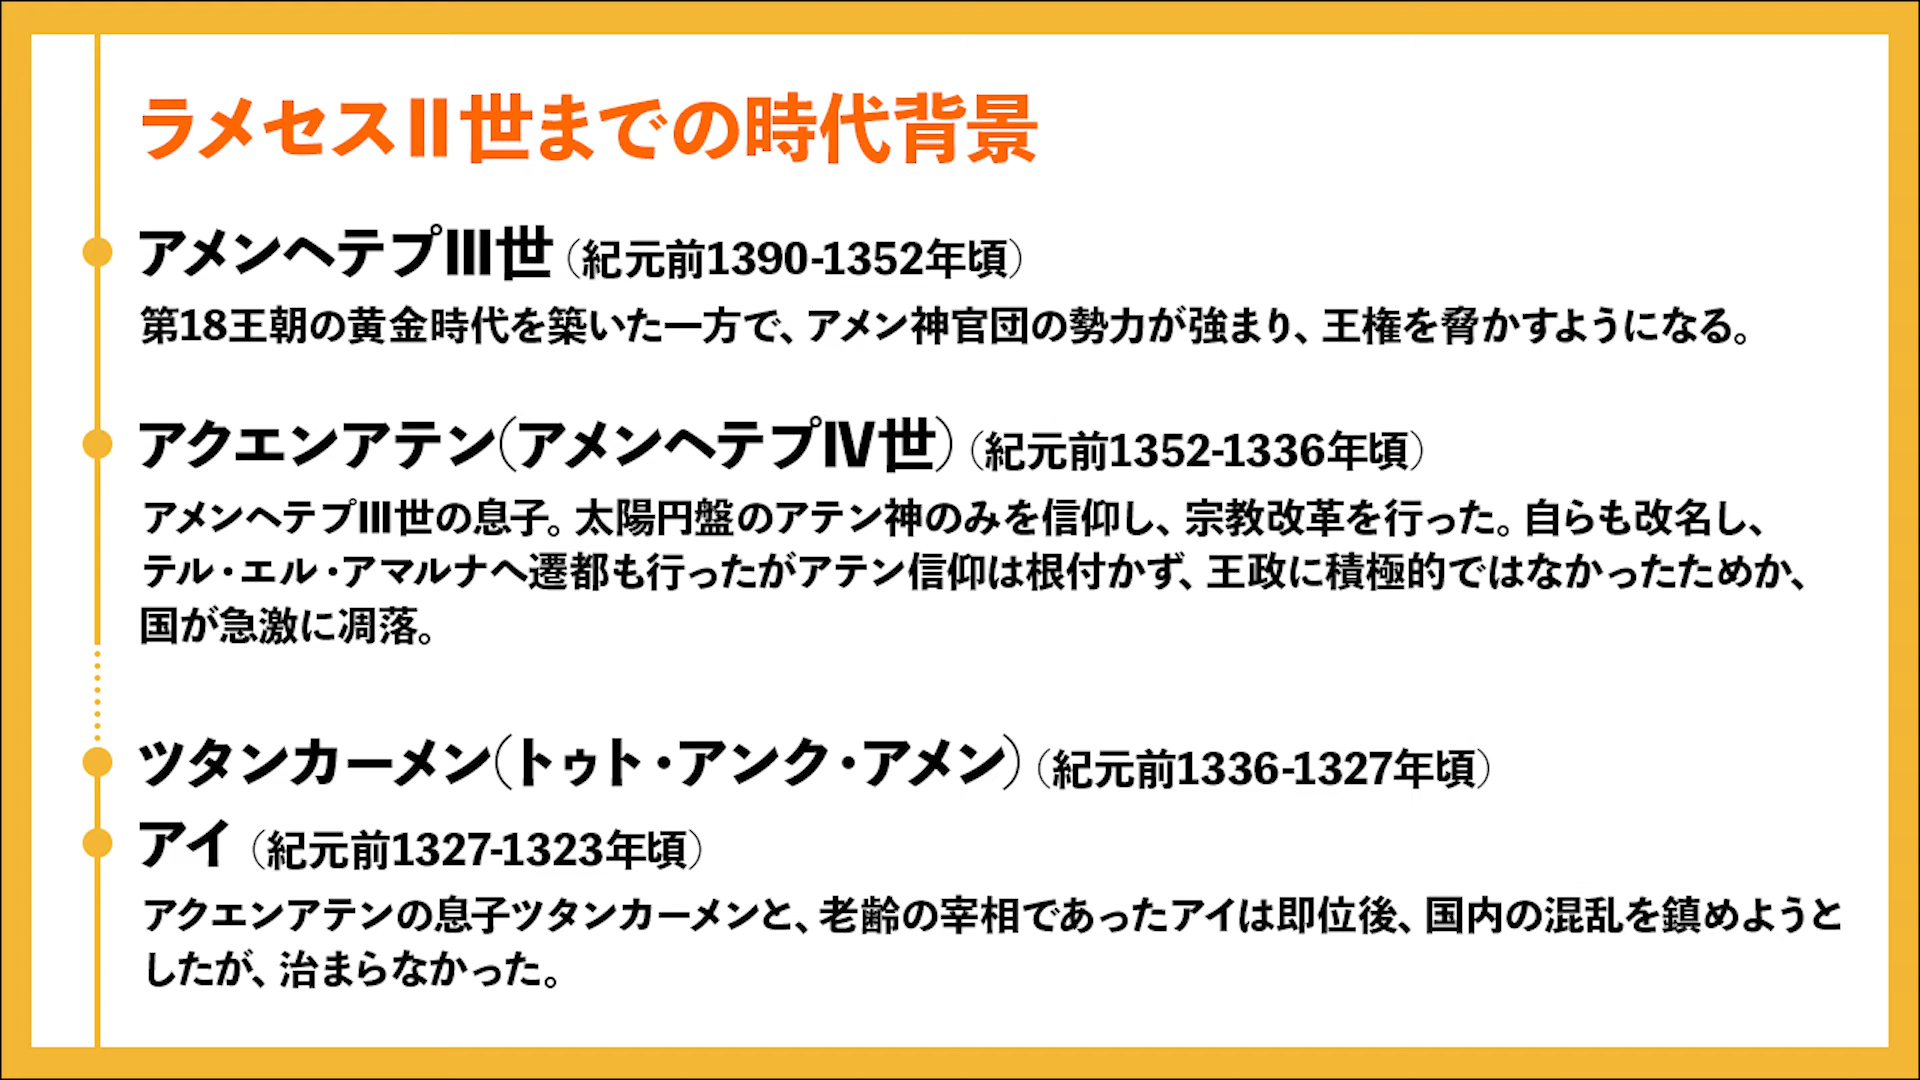 ラメセスII世までの時代背景
アメンヘテプIII世（紀元前1390-1352年頃）
第18王朝の黄金時代を築いた一方で、アメン神官団の勢力が強まり、王権を脅かすようになる。
アクエンアテン（アメンヘテプIV世）（紀元前1352-1336年頃）
アメンヘテプIII世の息子。太陽円盤のアテン神のみを信仰し、宗教改革を行った。自らも改名し、
テル・エル・アマルナへ遷都も行ったがアテン信仰は根付かず、王政に積極的ではなかったためか、
国が急激に凋落。
ツタンカーメン（トゥト・アンク・アメン）（紀元前1336-1327年頃）
アイ（紀元前1327-1323年頃）
アクエンアテンの息子ツタンカーメンと、老齢の宰相であったアイは即位後、国内の混乱を鎮めようと
したが、治まらなかった。